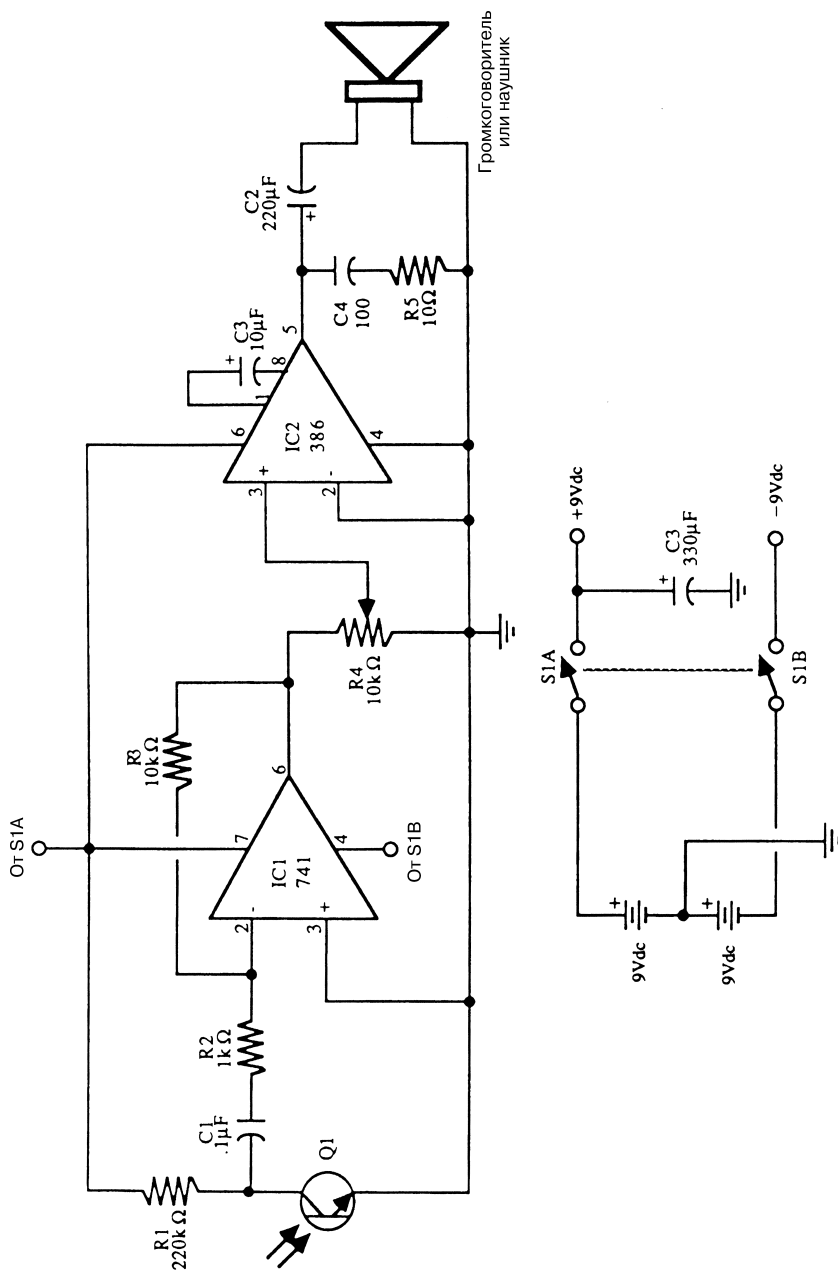 От S1A
R1
220kΩ
C1
.1µF
R2
1kΩ
Q1
R3
10kΩ
2
-
3
+
IC1
741
7
6
4
От S1B
R4
10kΩ
3
+
2
-
IC2
386
6
1
8
5
4
C3
10µF
+
C4
100
R5
10Ω
C2
220µF
+
Громкоговоритель
или наушник
9Vdc
+
9Vdc
+
S1A
S1B
C3
330µF
+
+9Vdc
−9Vdc